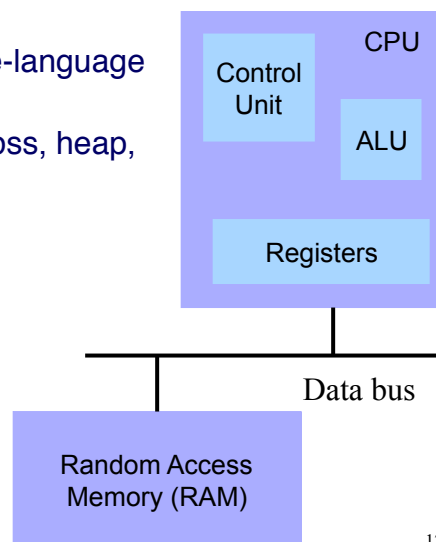 e-language
oss, heap,
CPU
Control
Unit
ALU
Registers
Data bus
Random Access
Memory (RAM)